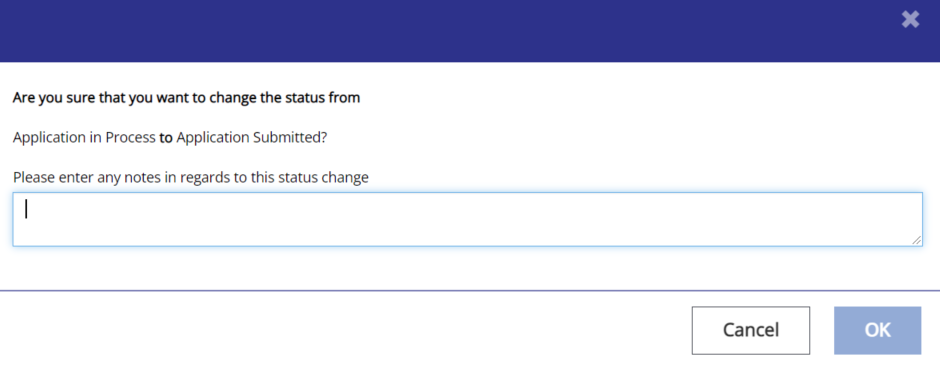 Are you sure that you want to change the status from
Application in Process to Application Submitted?
Please enter any notes in regards to this status change
Cancel OK